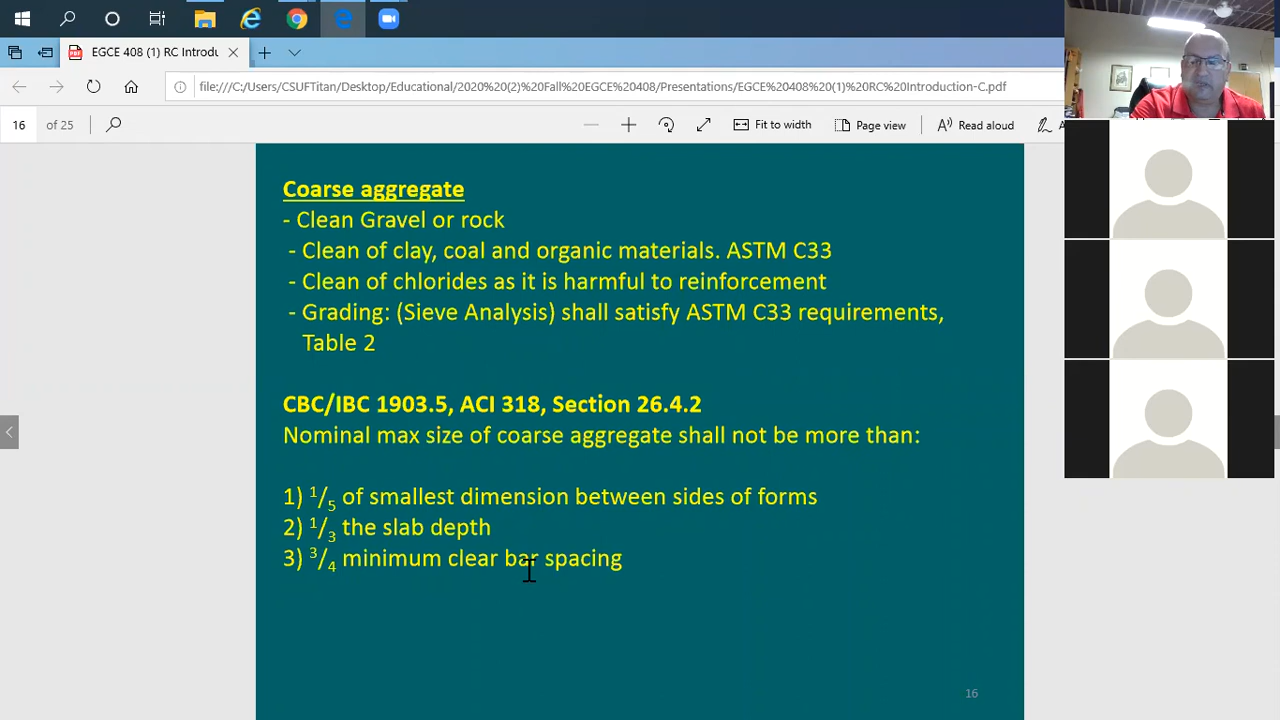 EGCE 408 (1) RC Introdu
file:///C:/Users/CSUFTitan/Desktop/Education/2020%20(2)%20Fall%20EGCE%20408/Presentations/EGCE%20408%20(1)%20RC%20Introduction-C.pdf
16 of 25
Fit to width
Page view
Read aloud
Coarse aggregate
- Clean Gravel or rock
- Clean of clay, coal and organic materials. ASTM C33
- Clean of chlorides as it is harmful to reinforcement
- Grading: (Sieve Analysis) shall satisfy ASTM C33 requirements,
Table 2
CBC/IBC 1903.5, ACI 318, Section 26.4.2
Nominal max size of coarse aggregate shall not be more than:
1) 1/5 of smallest dimension between sides of forms
2) 1/3 the slab depth
3) 3/4 minimum clear bar spacing
16